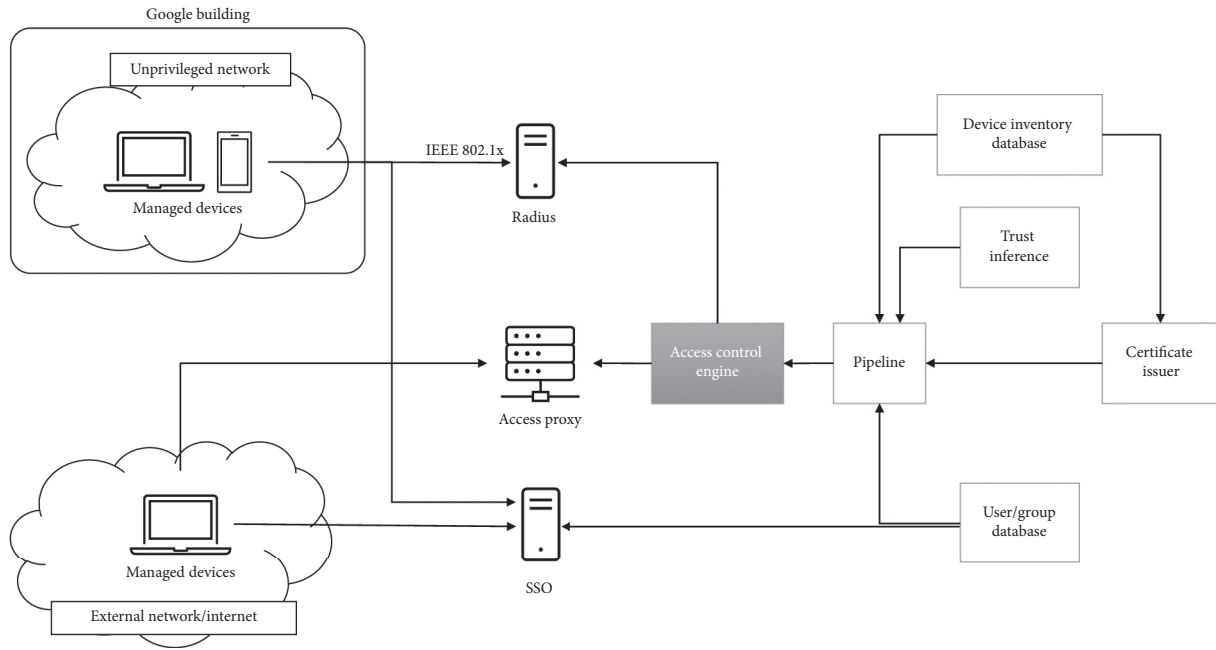 Google building
Unprivileged network
Managed devices
IEEE 802.1x
Radius
Device inventory
database
Trust
inference
Access control
engine
Pipeline
Certificate
issuer
Access proxy
Managed devices
External network/internet
SSO
User/group
database